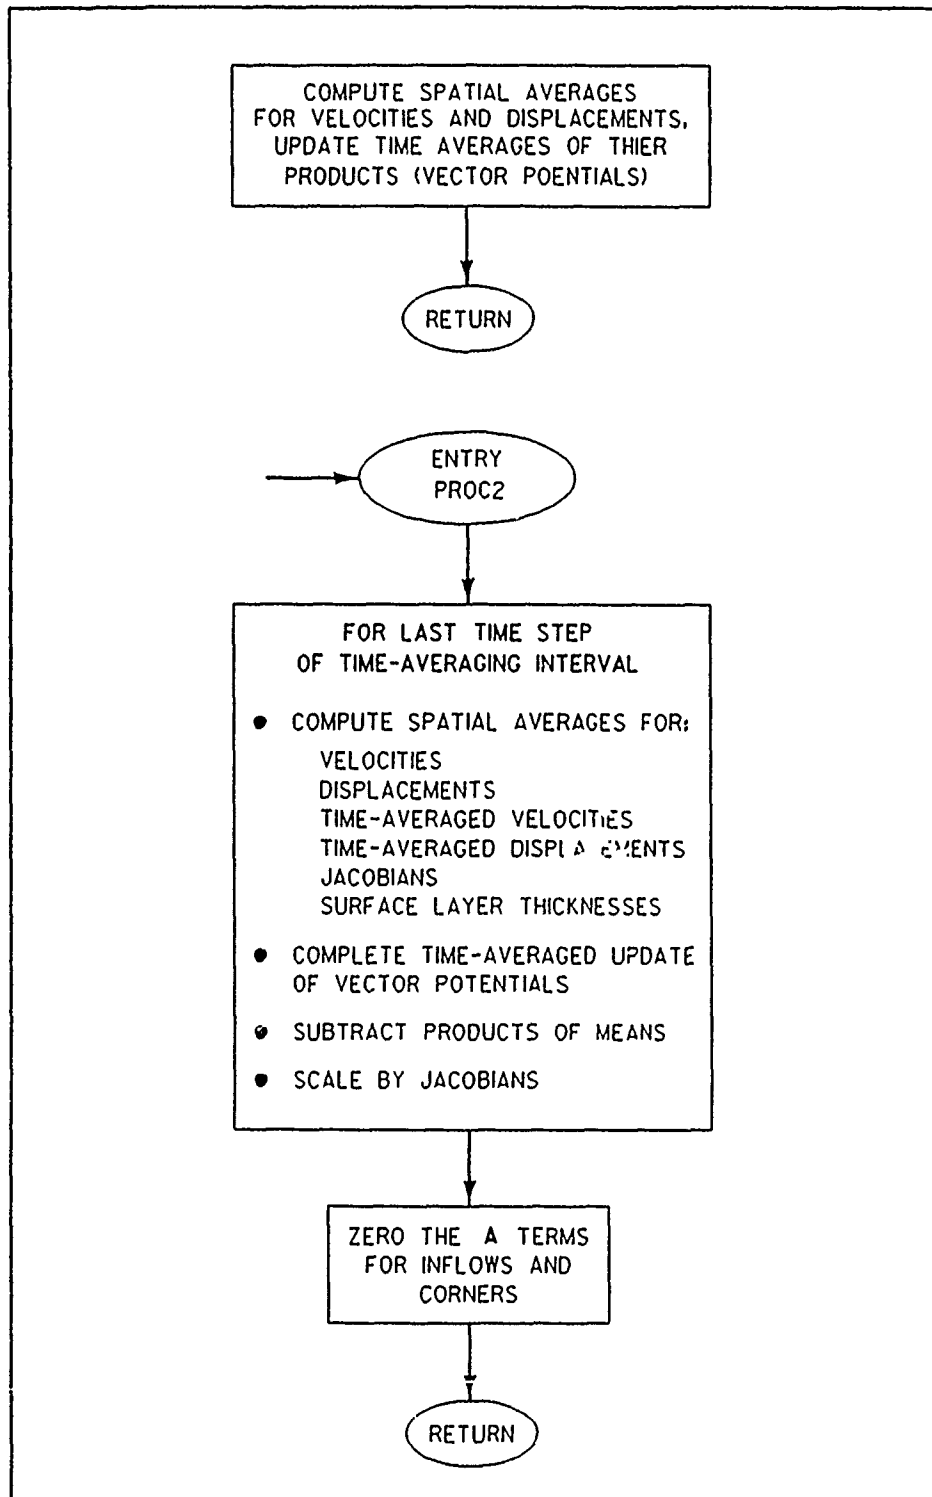 COMPUTE SPATIAL AVERAGES
FOR VELOCITIES AND DISPLACEMENTS,
UPDATE TIME AVERAGES OF THIER
PRODUCTS (VECTOR POENTIALS)
RETURN
ENTRY
PROC2
FOR LAST TIME STEP
OF TIME-AVERAGING INTERVAL
● COMPUTE SPATIAL AVERAGES FOR:
VELOCITIES
DISPLACEMENTS
TIME-AVERAGED VELOCITIES
TIME-AVERAGED DISPLACEMENTS
JACOBIANS
SURFACE LAYER THICKNESSES
● COMPLETE TIME-AVERAGED UPDATE
OF VECTOR POTENTIALS
● SUBTRACT PRODUCTS OF MEANS
● SCALE BY JACOBIANS
ZERO THE A TERMS
FOR INFLOWS AND
CORNERS
RETURN